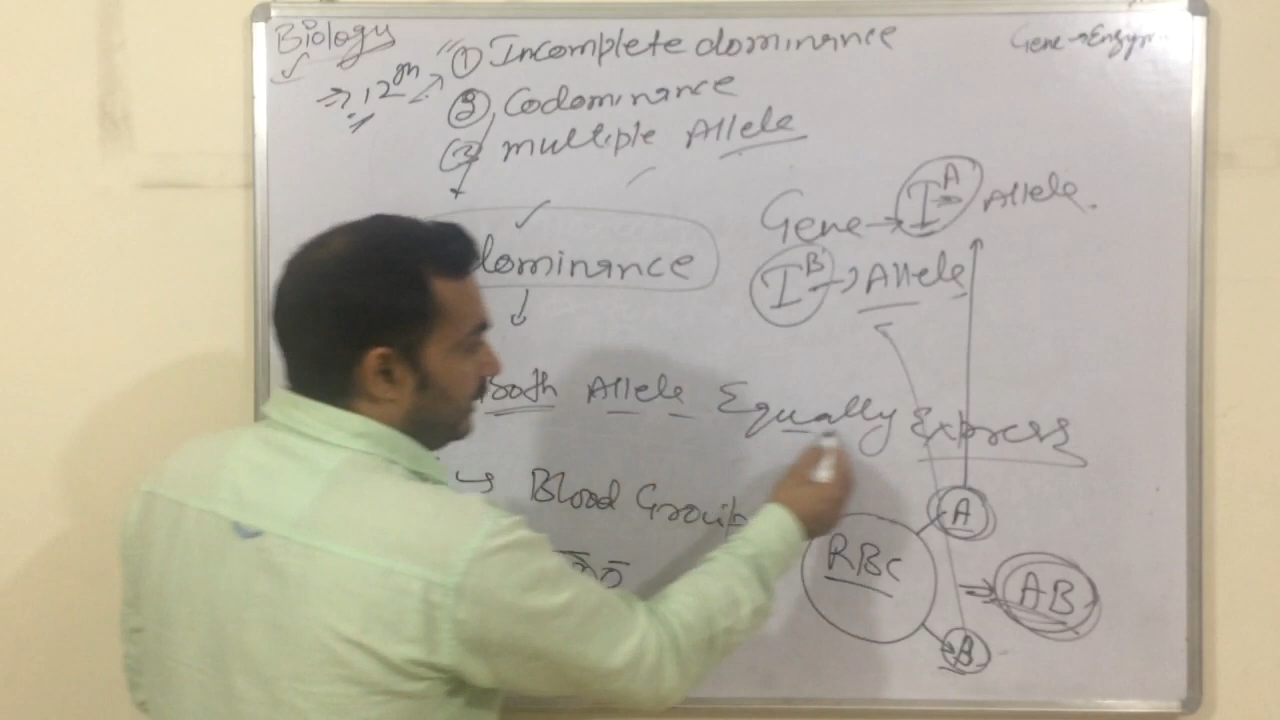 Biology
12th
① Incomplete dominance
② Codominance
③ multiple Allele
Gene → Enzym
Gene → I^A Allele.
I^B → Allele
dominance
Both Allele Equally Express
Blood Group
RBC
A
AB
B